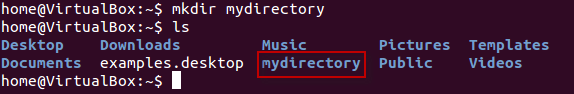 home@VirtualBox:~$ mkdir mydirectory
home@VirtualBox:~$ ls
Desktop    Downloads         Music        Pictures  Templates
Documents  examples.desktop  mydirectory  Public    Videos
home@VirtualBox:~$